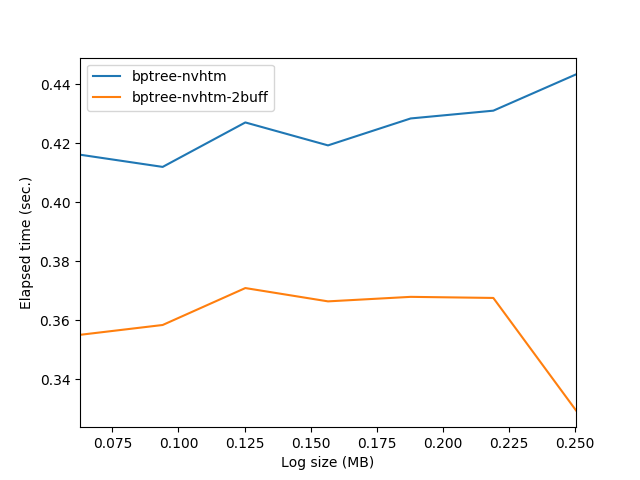 bptree-nvhtm
bptree-nvhtm-2buff
Elapsed time (sec.)
0.44
0.42
0.40
0.38
0.36
0.34
0.075 0.100 0.125 0.150 0.175 0.200 0.225 0.250
Log size (MB)